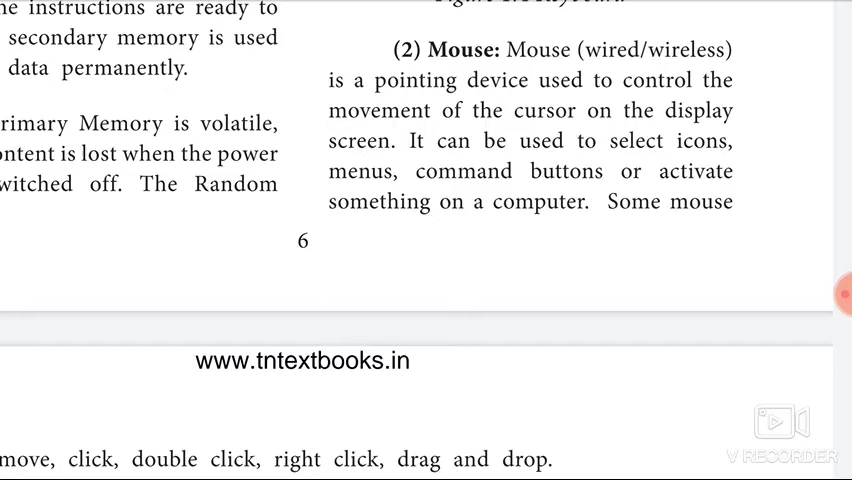 he instructions are ready to
secondary memory is used
data permanently.
rimary Memory is volatile,
ontent is lost when the power
witched off. The Random
(2) Mouse: Mouse (wired/wireless)
is a pointing device used to control the
movement of the cursor on the display
screen. It can be used to select icons,
menus, command buttons or activate
something on a computer. Some mouse
6
www.tntextbooks.in
move, click, double click, right click, drag and drop.
V RECORDER